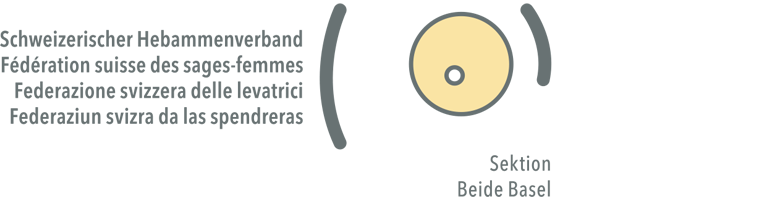 Schweizerischer Hebammenverband
Fédération suisse des sages-femmes
Federazione svizzera delle levatrici
Federaziun svizra da las spendreras
Sektion
Beide Basel